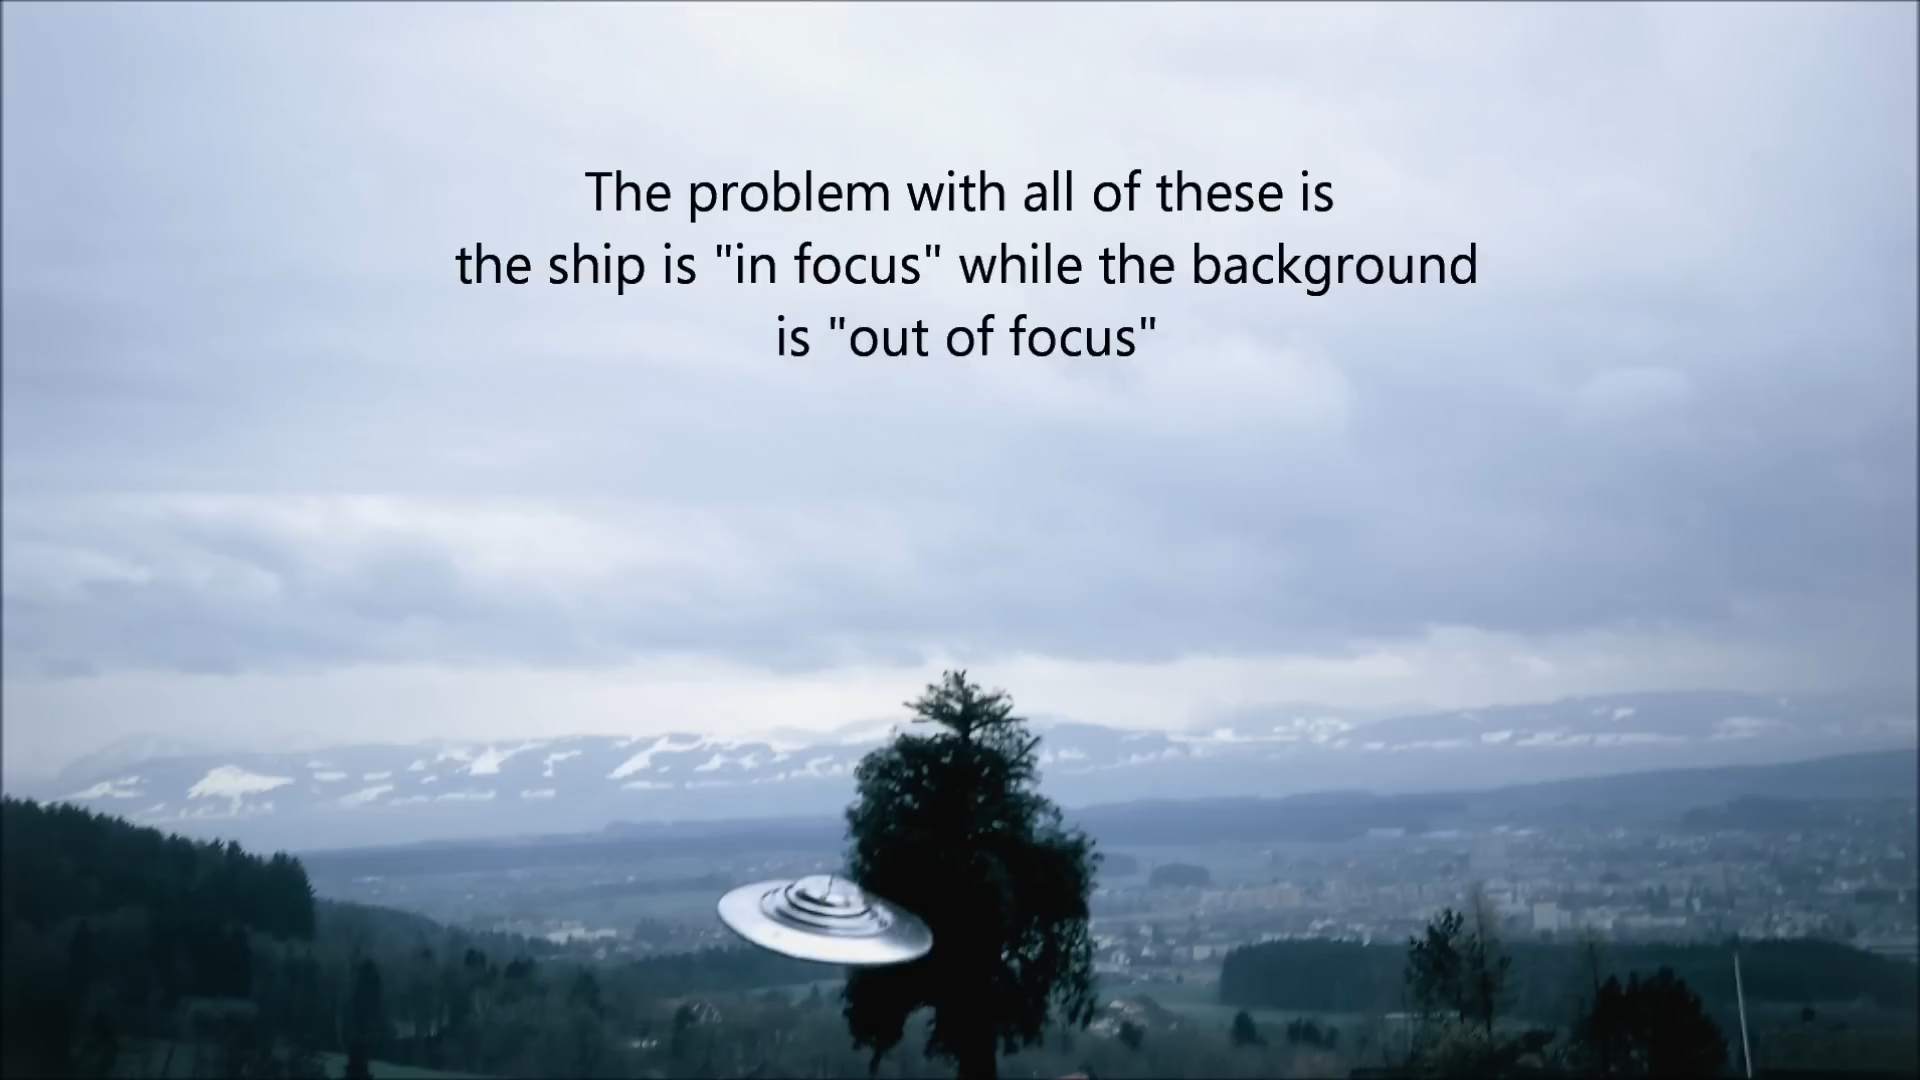 The problem with all of these is
the ship is "in focus" while the background
is "out of focus"